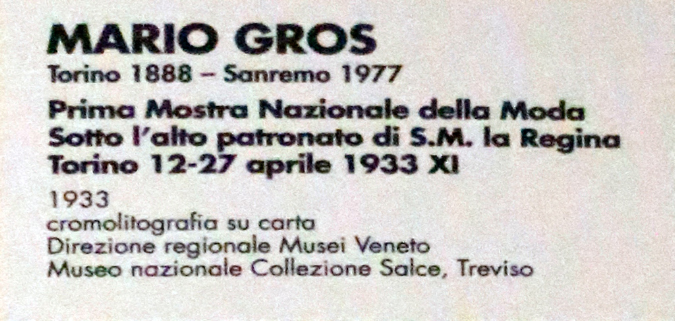 MARIO GROS
Torino 1888 – Sanremo 1977
Prima Mostra Nazionale della Moda
Sotto l'alto patronato di S.M. la Regina
Torino 12-27 aprile 1933 XI
1933
cromolitografia su carta
Direzione regionale Musei Veneto
Museo nazionale Collezione Salce, Treviso